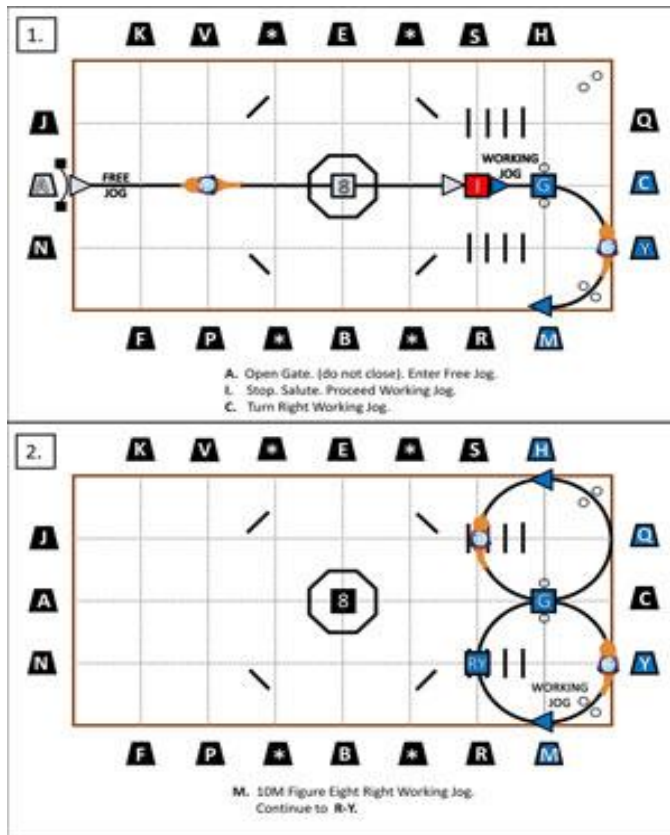 1.
K V * E * S H
J Q
A FREE JOG 8 I WORKING JOG G C
N Y
F P * B * R M
A. Open Gate. (do not close). Enter Free Jog.
I. Stop. Salute. Proceed Working Jog.
C. Turn Right Working Jog.
2.
K V * E * S H
J Q
A 8 G C
N RY Y
WORKING JOG
F P * B * R M
M. 10M Figure Eight Right Working Jog.
Continue to R-Y.